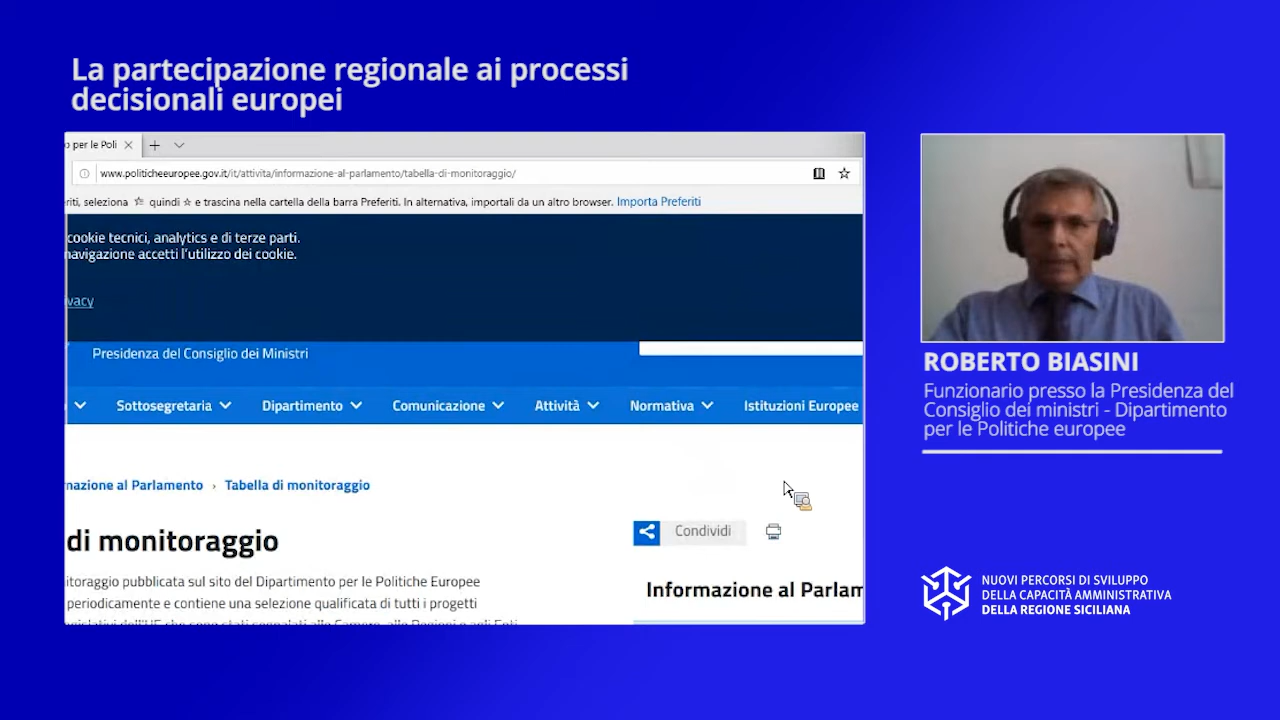 La partecipazione regionale ai processi
decisionali europei
per le Poli
www.politicheeuropee.gov.it/it/attivita/informazione-al-parlamento/tabella-di-monitoraggio/
seleziona quindi e trascina nella cartella della barra Preferiti. In alternativa, importali da un altro browser. Importa Preferiti
cookie tecnici, analytics e di terze parti.
navigazione accetti l'utilizzo dei cookie.
vacy
Presidenza del Consiglio dei Ministri
Sottosegretaria Dipartimento Comunicazione Attività Normativa Istituzioni Europee
mazione al Parlamento › Tabella di monitoraggio
di monitoraggio
Condividi
itoraggio pubblicata sul sito del Dipartimento per le Politiche Europee
periodicamente e contiene una selezione qualificata di tutti i progetti
Informazione al Parlam
ROBERTO BIASINI
Funzionario presso la Presidenza del
Consiglio dei ministri - Dipartimento
per le Politiche europee
NUOVI PERCORSI DI SVILUPPO
DELLA CAPACITÀ AMMINISTRATIVA
DELLA REGIONE SICILIANA